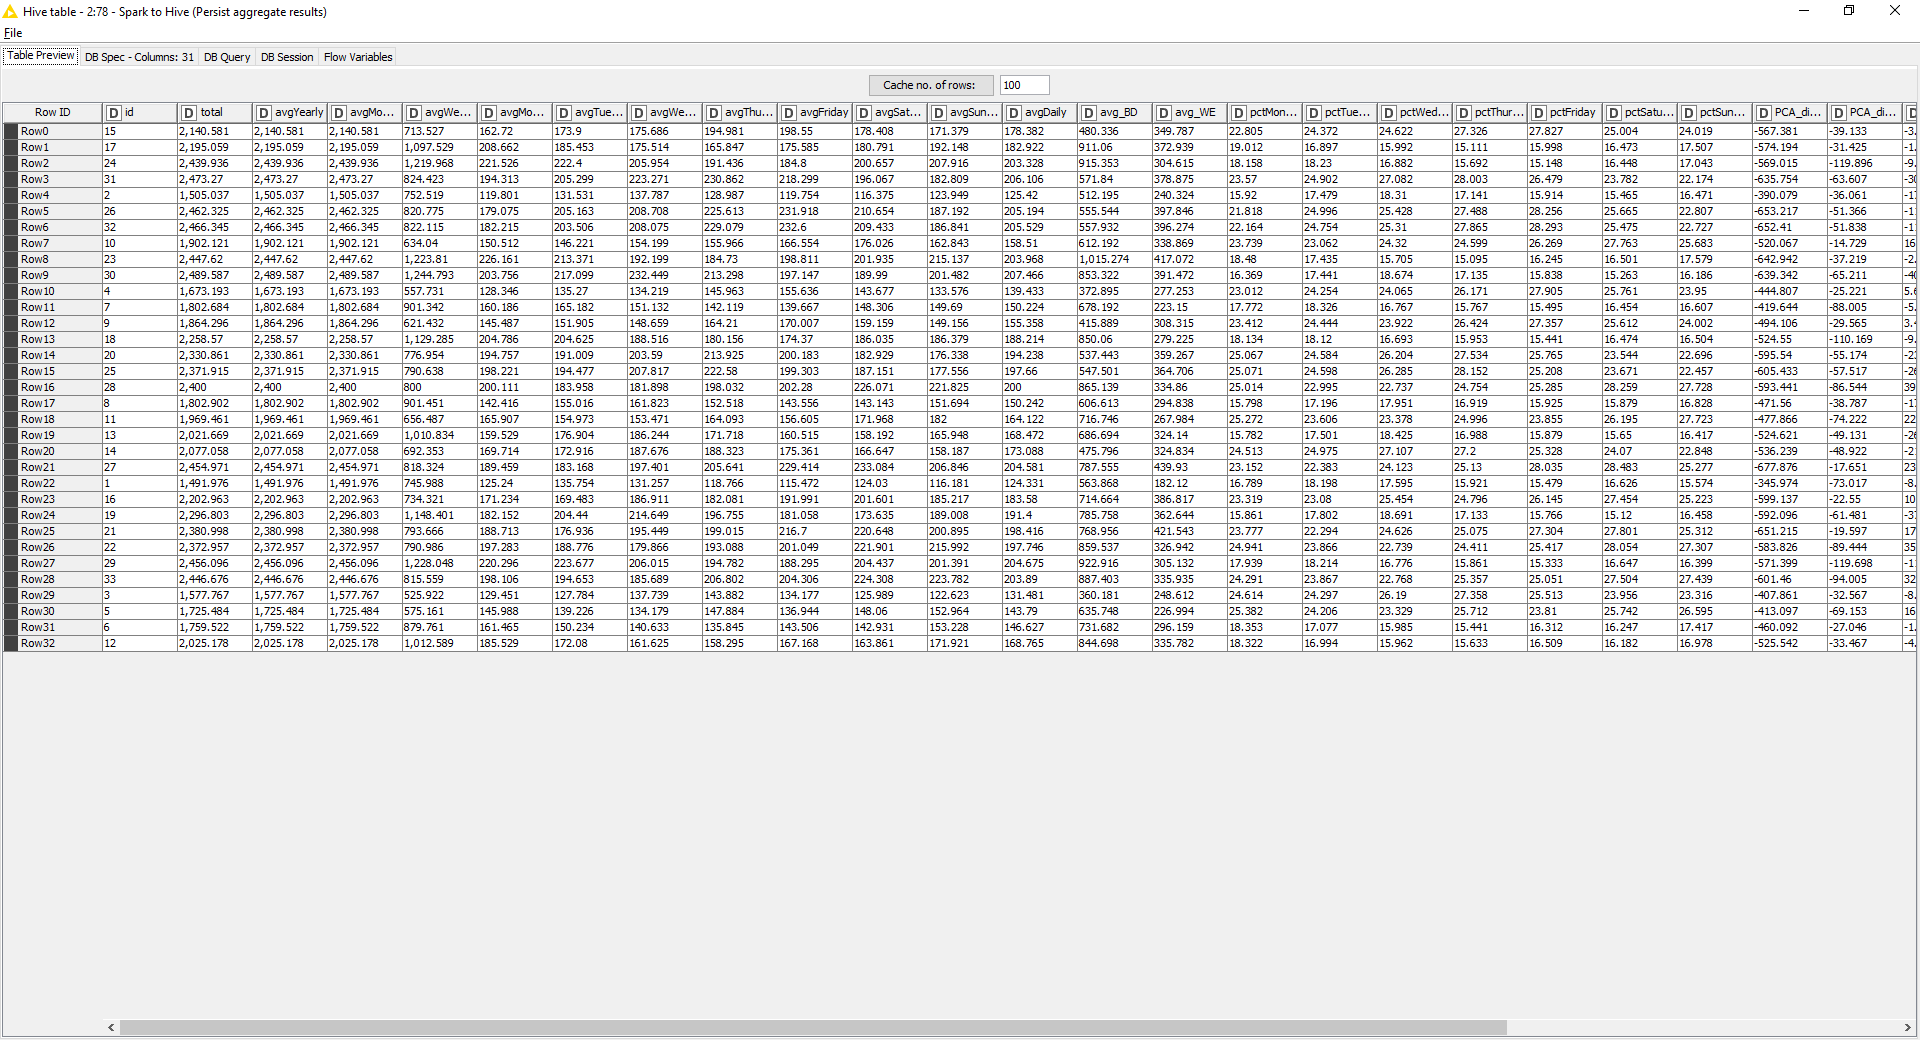 Hive table - 2:78 - Spark to Hive (Persist aggregate results)
File
Table Preview DB Spec - Columns: 31 DB Query DB Session Flow Variables
Cache no. of rows: 100
Row ID D id D total D avgYearly D avgMo... D avgWe... D avgMo... D avgTue... D avgWe... D avgThu... D avgFriday D avgSat... D avgSun... D avgDaily D avg_BD D avg_WE D pctMon... D pctTue... D pctWed... D pctThur... D pctFriday D pctSatu... D pctSun... D PCA_di... D PCA_di... D
Row0 15 2,140.581 2,140.581 2,140.581 713.527 162.72 173.9 175.686 194.981 198.55 178.408 171.379 178.382 480.336 349.787 22.805 24.372 24.622 27.326 27.827 25.004 24.019 -567.381 -39.133 -3.
Row1 17 2,195.059 2,195.059 2,195.059 1,097.529 208.662 185.453 175.514 165.847 175.585 180.791 192.148 182.922 911.06 372.939 19.012 16.897 15.992 15.111 15.998 16.473 17.507 -574.194 -31.425 -1.
Row2 24 2,439.936 2,439.936 2,439.936 1,219.968 221.526 222.4 205.954 191.436 184.8 200.657 207.916 203.328 915.353 304.615 18.158 18.23 16.882 15.692 15.148 16.448 17.043 -569.015 -119.896 -9.
Row3 31 2,473.27 2,473.27 2,473.27 824.423 194.313 205.299 223.271 230.862 218.299 196.067 182.809 206.106 571.84 378.875 23.57 24.902 27.082 28.003 26.479 23.782 22.174 -635.754 -63.607 -30
Row4 2 1,505.037 1,505.037 1,505.037 752.519 119.801 131.531 137.787 128.987 119.754 116.375 123.949 125.42 512.195 240.324 15.92 17.479 18.31 17.141 15.914 15.465 16.471 -390.079 -36.061 -17
Row5 26 2,462.325 2,462.325 2,462.325 820.775 179.075 205.163 208.708 225.613 231.918 210.654 187.192 205.194 555.544 397.846 21.818 24.996 25.428 27.488 28.256 25.665 22.807 -653.217 -51.366 -11
Row6 32 2,466.345 2,466.345 2,466.345 822.115 182.215 203.506 208.075 229.079 232.6 209.433 186.841 205.529 557.932 396.274 22.164 24.754 25.31 27.865 28.293 25.475 22.727 -652.41 -51.838 -11
Row7 10 1,902.121 1,902.121 1,902.121 634.04 150.512 146.221 154.199 155.966 166.554 176.026 162.843 158.51 612.192 338.869 23.739 23.062 24.32 24.599 26.269 27.763 25.683 -520.067 -14.729 16
Row8 23 2,447.62 2,447.62 2,447.62 1,223.81 226.161 213.371 192.199 184.73 198.811 201.935 215.137 203.968 1,015.274 417.072 18.48 17.435 15.705 15.095 16.245 16.501 17.579 -642.942 -37.219 -2.
Row9 30 2,489.587 2,489.587 2,489.587 1,244.793 203.756 217.099 232.449 213.298 197.147 189.99 201.482 207.466 853.322 391.472 16.369 17.441 18.674 17.135 15.838 15.263 16.186 -639.342 -65.211 -40
Row10 4 1,673.193 1,673.193 1,673.193 557.731 128.346 135.27 134.219 145.963 155.636 143.677 133.576 139.433 372.895 277.253 23.012 24.254 24.065 26.171 27.905 25.761 23.95 -444.807 -25.221 5.6
Row11 7 1,802.684 1,802.684 1,802.684 901.342 160.186 165.182 151.132 142.119 139.667 148.306 149.69 150.224 678.192 223.15 17.772 18.326 16.767 15.767 15.495 16.454 16.607 -419.644 -88.005 -5.
Row12 9 1,864.296 1,864.296 1,864.296 621.432 145.487 151.905 148.659 164.21 170.007 159.159 149.156 155.358 415.889 308.315 23.412 24.444 23.922 26.424 27.357 25.612 24.002 -494.106 -29.565 3.4
Row13 18 2,258.57 2,258.57 2,258.57 1,129.285 204.786 204.625 188.516 180.156 174.37 186.035 186.379 188.214 850.06 279.225 18.134 18.12 16.693 15.953 15.441 16.474 16.504 -524.55 -110.169 -9.
Row14 20 2,330.861 2,330.861 2,330.861 776.954 194.757 191.009 203.59 213.925 200.183 182.929 176.338 194.238 537.443 359.267 25.067 24.584 26.204 27.534 25.765 23.544 22.696 -595.54 -55.174 -23
Row15 25 2,371.915 2,371.915 2,371.915 790.638 198.221 194.477 207.817 222.58 199.303 187.151 177.556 197.66 547.501 364.706 25.071 24.598 26.285 28.152 25.208 23.671 22.457 -605.433 -57.517 -26
Row16 28 2,400 2,400 2,400 800 200.111 183.958 181.898 198.032 202.28 226.071 221.825 200 865.139 334.86 25.014 22.995 22.737 24.754 25.285 28.259 27.728 -593.441 -86.544 39
Row17 8 1,802.902 1,802.902 1,802.902 901.451 142.416 155.016 161.823 152.518 143.556 143.143 151.694 150.242 606.613 294.838 15.798 17.196 17.951 16.919 15.925 15.879 16.828 -471.56 -38.787 -17
Row18 11 1,969.461 1,969.461 1,969.461 656.487 165.907 154.973 153.471 164.093 156.605 171.968 182 164.122 716.746 267.984 25.272 23.606 23.378 24.996 23.855 26.195 27.723 -477.866 -74.222 22
Row19 13 2,021.669 2,021.669 2,021.669 1,010.834 159.529 176.904 186.244 171.718 160.515 158.192 165.948 168.472 686.694 324.14 15.782 17.501 18.425 16.988 15.879 15.65 16.417 -524.621 -49.131 -26
Row20 14 2,077.058 2,077.058 2,077.058 692.353 169.714 172.916 187.676 188.323 175.361 166.647 158.187 173.088 475.796 324.834 24.513 24.975 27.107 27.2 25.328 24.07 22.848 -536.239 -48.922 -21
Row21 27 2,454.971 2,454.971 2,454.971 818.324 189.459 183.168 197.401 205.641 229.414 233.084 206.846 204.581 787.555 439.93 23.152 22.383 24.123 25.13 28.035 28.483 25.277 -677.876 -17.651 23
Row22 1 1,491.976 1,491.976 1,491.976 745.988 125.24 135.754 131.257 118.766 115.472 124.03 116.181 124.331 563.868 182.12 16.789 18.198 17.595 15.921 15.479 16.626 15.574 -345.974 -73.017 -8.
Row23 16 2,202.963 2,202.963 2,202.963 734.321 171.234 169.483 186.911 182.081 191.991 201.601 185.217 183.58 714.664 386.817 23.319 23.08 25.454 24.796 26.145 27.454 25.223 -599.137 -22.55 10
Row24 19 2,296.803 2,296.803 2,296.803 1,148.401 182.152 204.44 214.649 196.755 181.058 173.635 189.008 191.4 785.758 362.644 15.861 17.802 18.691 17.133 15.766 15.12 16.458 -592.096 -61.481 -37
Row25 21 2,380.998 2,380.998 2,380.998 793.666 188.713 176.936 195.449 199.015 216.7 220.648 200.895 198.416 768.956 421.543 23.777 22.294 24.626 25.075 27.304 27.801 25.312 -651.215 -19.597 17
Row26 22 2,372.957 2,372.957 2,372.957 790.986 197.283 188.776 179.866 193.088 201.049 221.901 215.992 197.746 859.537 326.942 24.941 23.866 22.739 24.411 25.417 28.054 27.307 -583.826 -89.444 35
Row27 29 2,456.096 2,456.096 2,456.096 1,228.048 220.296 223.677 206.015 194.782 188.295 204.437 201.391 204.675 922.916 305.132 17.939 18.214 16.776 15.861 15.333 16.647 16.399 -571.399 -119.698 -11
Row28 33 2,446.676 2,446.676 2,446.676 815.559 198.106 194.653 185.689 206.802 204.306 224.308 223.782 203.89 887.403 335.935 24.291 23.867 22.768 25.357 25.051 27.504 27.439 -601.46 -94.005 32
Row29 3 1,577.767 1,577.767 1,577.767 525.922 129.451 127.784 137.739 143.882 134.177 125.989 122.623 131.481 360.181 248.612 24.614 24.297 26.19 27.358 25.513 23.956 23.316 -407.861 -32.567 -8.
Row30 5 1,725.484 1,725.484 1,725.484 575.161 145.988 139.226 134.179 147.884 136.944 148.06 152.964 143.79 635.748 226.994 25.382 24.206 23.329 25.712 23.81 25.742 26.595 -413.097 -69.153 16
Row31 6 1,759.522 1,759.522 1,759.522 879.761 161.465 150.234 140.633 135.845 143.506 142.931 153.228 146.627 731.682 296.159 18.353 17.077 15.985 15.441 16.312 16.247 17.417 -460.092 -27.046 -1.
Row32 12 2,025.178 2,025.178 2,025.178 1,012.589 185.529 172.08 161.625 158.295 167.168 163.861 171.921 168.765 844.698 335.782 18.322 16.994 15.962 15.633 16.509 16.182 16.978 -525.542 -33.467 -4.